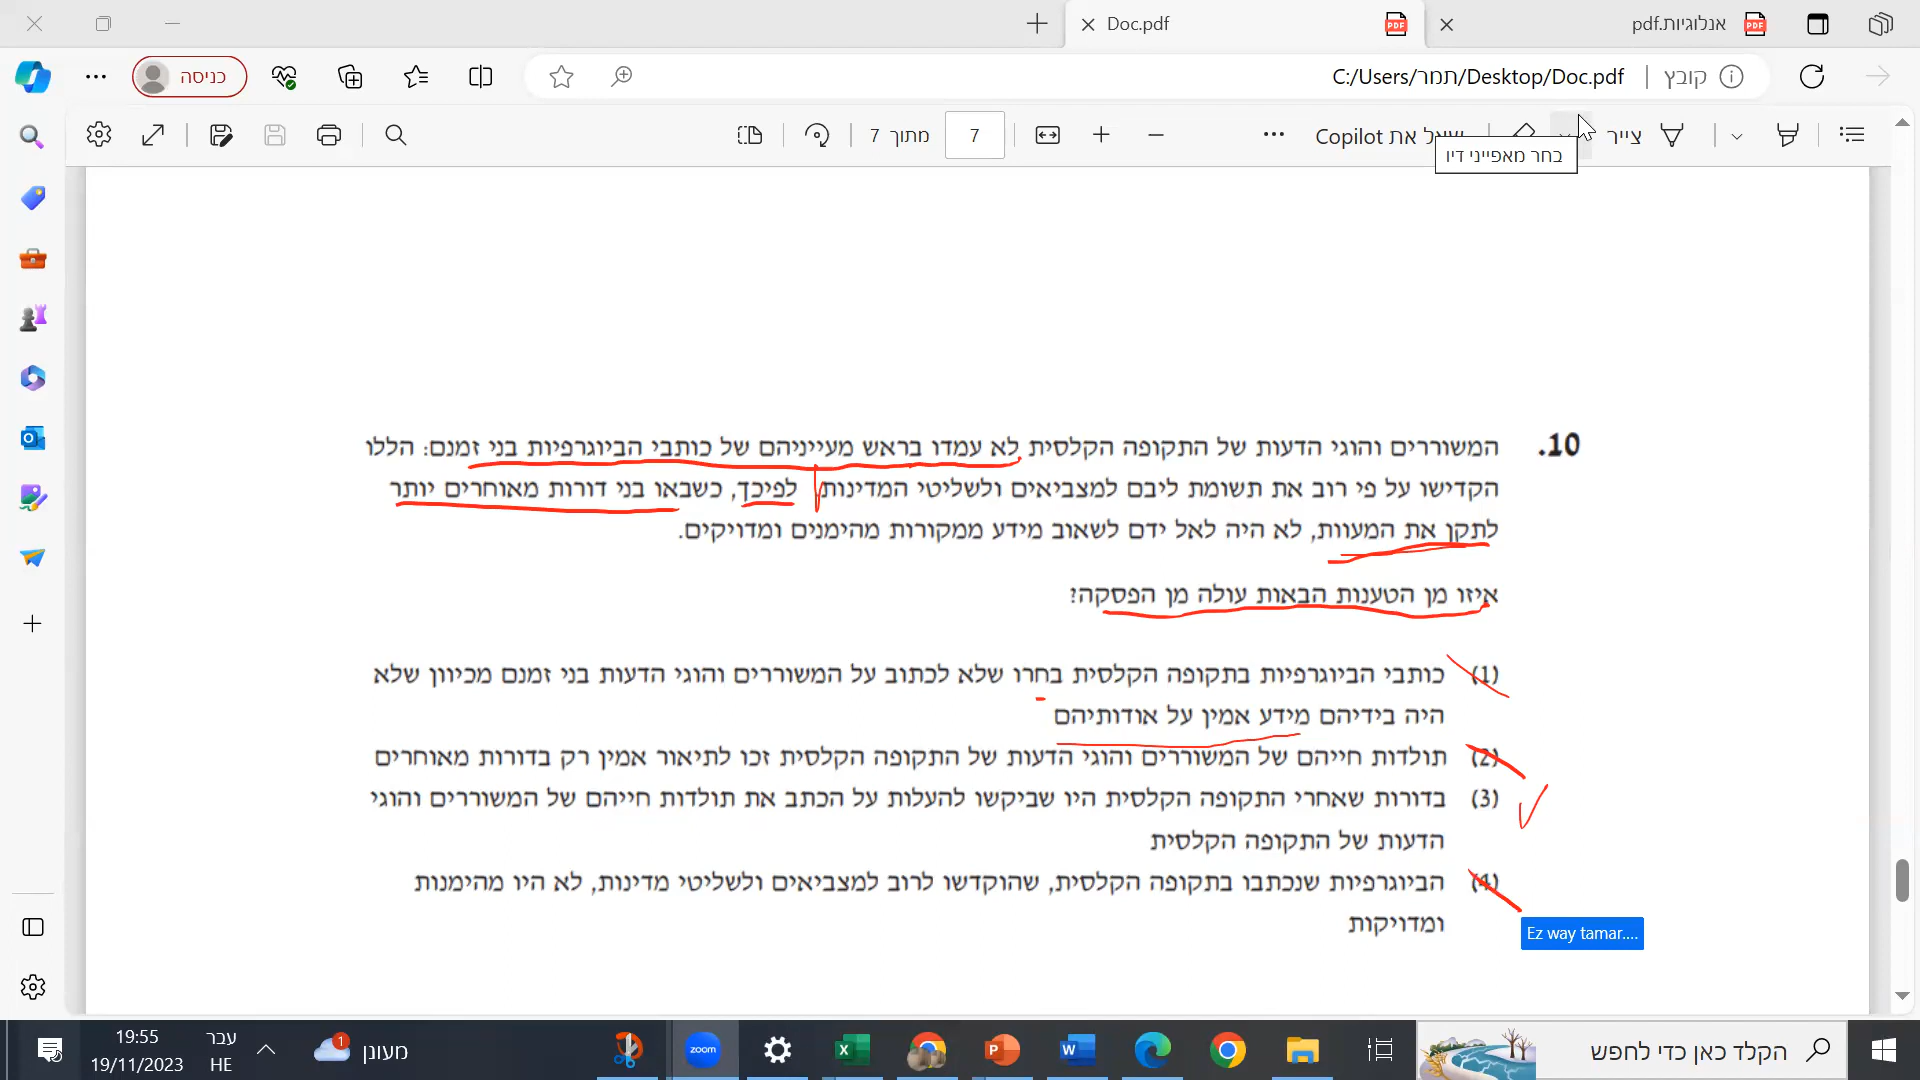 אנלוגיות.pdf
Doc.pdf
קובץ
C:/Users/תמר/Desktop/Doc.pdf
כניסה
צייר
שאל את Copilot
7
מתוך 7
בחר מאפייני דיו
10. המשוררים והוגי הדעות של התקופה הקלסית לא עמדו בראש מעייניהם של כותבי הביוגרפיות בני זמנם: הללו
הקדישו על פי רוב את תשומת ליבם למצביאים ולשליטי המדינות לפיכך, כשבאו בני דורות מאוחרים יותר
לתקן את המעוות, לא היה לאל ידם לשאוב מידע ממקורות מהימנים ומדויקים.
איזו מן הטענות הבאות עולה מן הפסקה?
(1) כותבי הביוגרפיות בתקופה הקלסית בחרו שלא לכתוב על המשוררים והוגי הדעות בני זמנם מכיוון שלא
היה בידיהם מידע אמין על אודותיהם
(2) תולדות חייהם של המשוררים והוגי הדעות של התקופה הקלסית זכו לתיאור אמין רק בדורות מאוחרים
(3) בדורות שאחרי התקופה הקלסית היו שביקשו להעלות על הכתב את תולדות חייהם של המשוררים והוגי
הדעות של התקופה הקלסית
(4) הביוגרפיות שנכתבו בתקופה הקלסית, שהוקדשו לרוב למצביאים ולשליטי מדינות, לא היו מהימנות
ומדויקות
Ez way tamar....
הקלד כאן כדי לחפש
zoom
מעונן
1
עבר
HE
19:55
19/11/2023